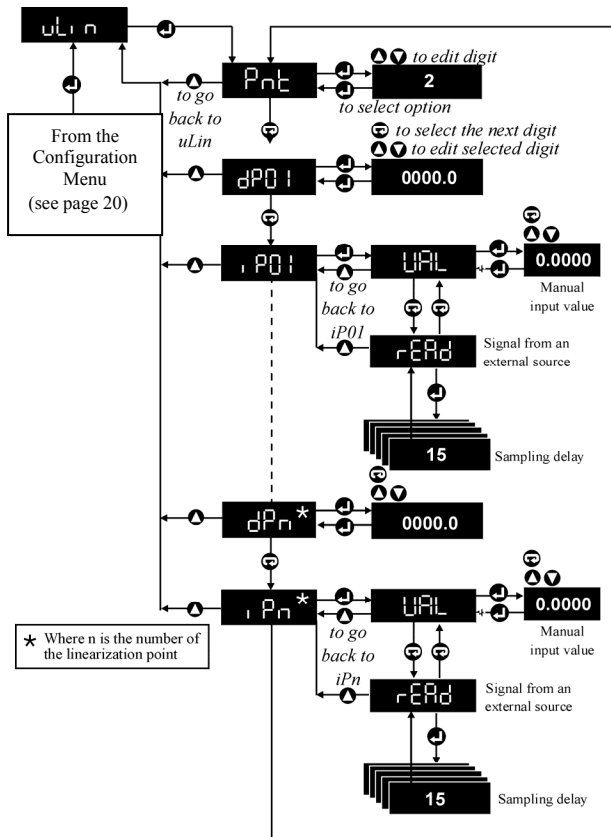 uLin
to edit digit
Pnt
2
to go
back to
uLin
to select option
From the
Configuration
Menu
(see page 20)
to select the next digit
to edit selected digit
dP01
0000.0
iP01
UAL
0.0000
to go
back to
iP01
Manual
input value
rEAd
Signal from an
external source
15
Sampling delay
dPn*
0000.0
iPn*
UAL
0.0000
* Where n is the number of
the linearization point
to go
back to
iPn
Manual
input value
rEAd
Signal from an
external source
15
Sampling delay